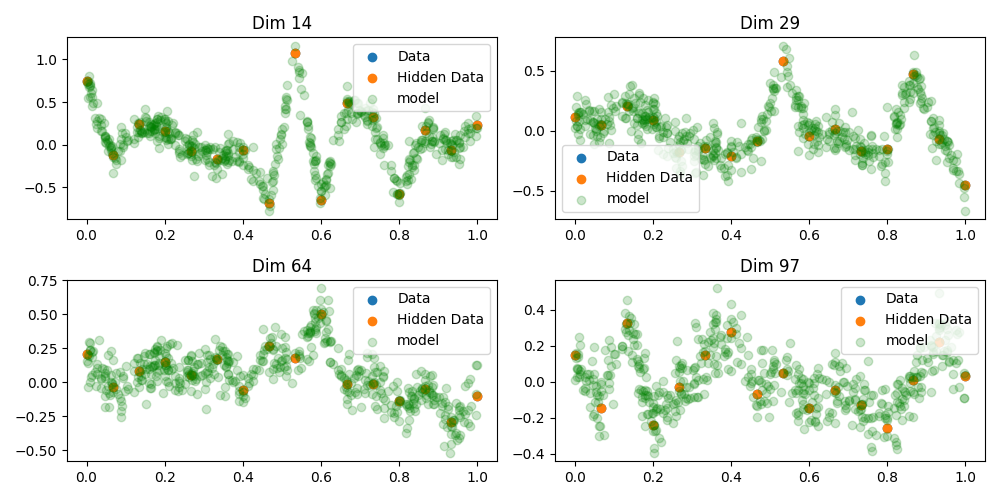 Dim 14
1.0
0.5
0.0
−0.5
0.0 0.2 0.4 0.6 0.8 1.0
Data
Hidden Data
model
Dim 29
0.5
0.0
−0.5
0.0 0.2 0.4 0.6 0.8 1.0
Data
Hidden Data
model
Dim 64
0.75
0.50
0.25
0.00
−0.25
−0.50
0.0 0.2 0.4 0.6 0.8 1.0
Data
Hidden Data
model
Dim 97
0.4
0.2
0.0
−0.2
−0.4
0.0 0.2 0.4 0.6 0.8 1.0
Data
Hidden Data
model